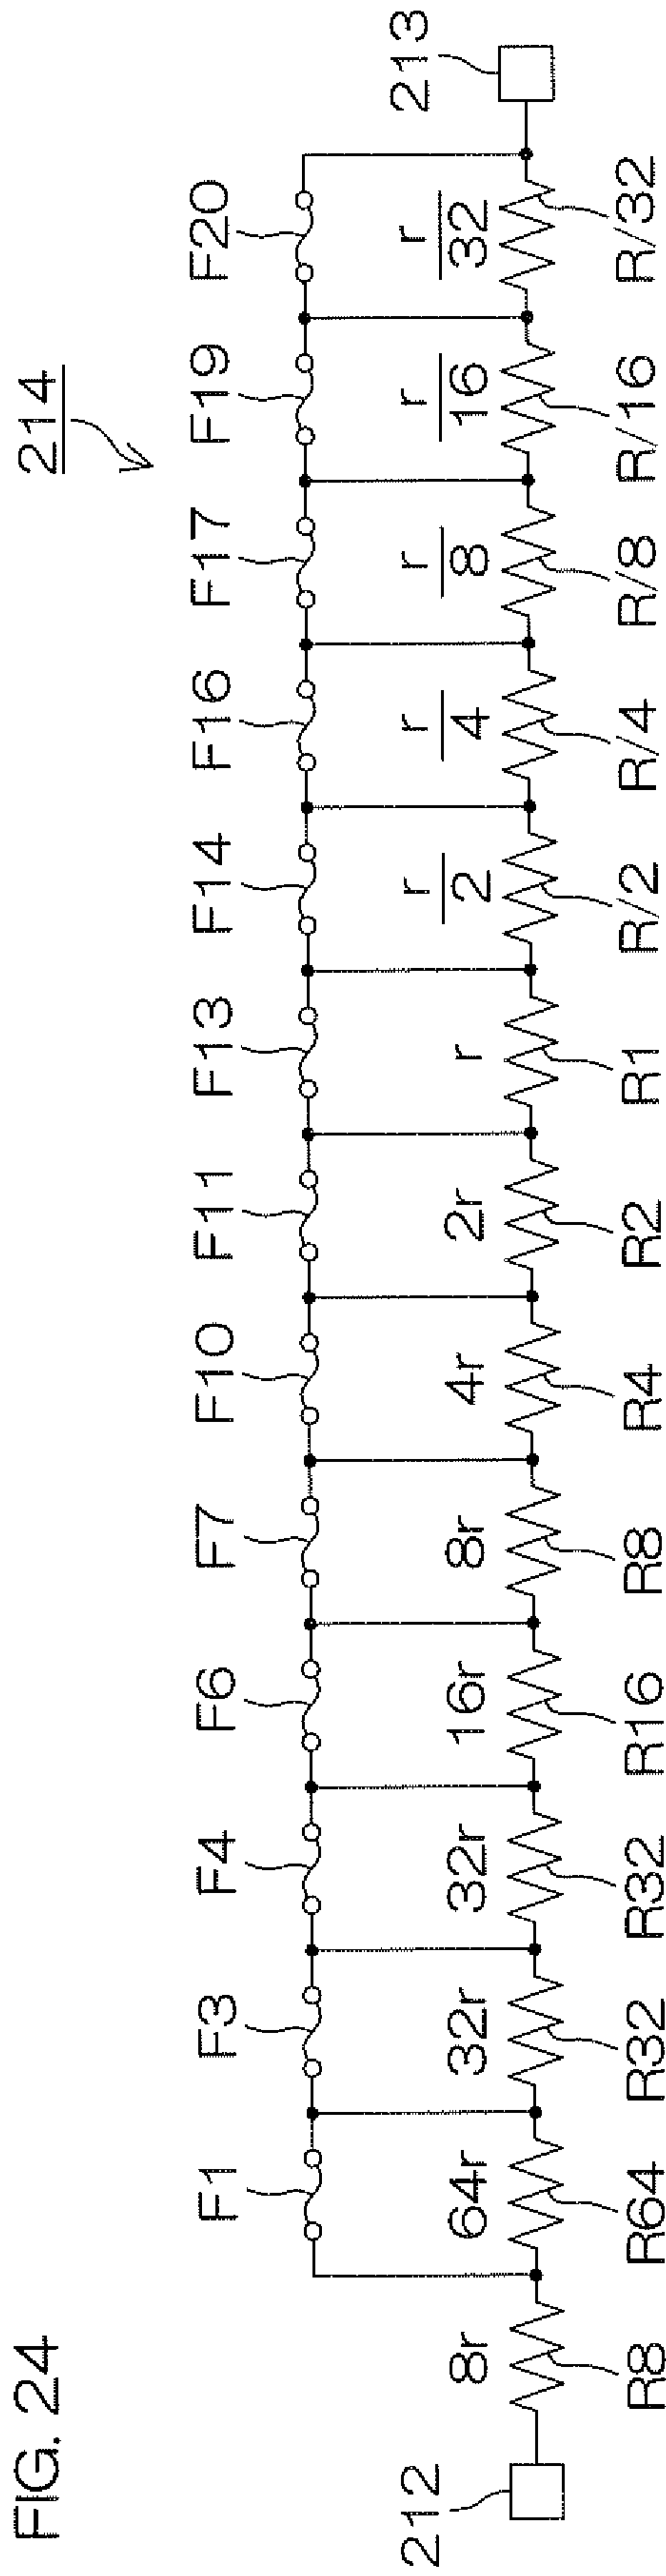 FIG. 24
214
F1
F3
F4
F6
F7
F10
F11
F13
F14
F16
F17
F19
F20
212
8r
64r
32r
32r
16r
8r
4r
2r
r
r
2
r
4
r
8
r
16
r
32
213
R8
R64
R32
R32
R16
R8
R4
R2
R1
R/2
R/4
R/8
R/16
R/32